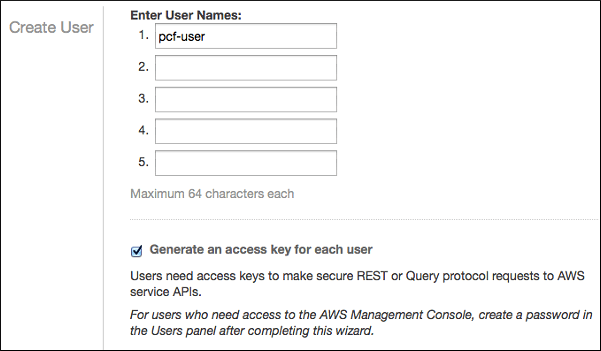 Create User
Enter User Names:
1. pcf-user
2.
3.
4.
5.
Maximum 64 characters each
Generate an access key for each user
Users need access keys to make secure REST or Query protocol requests to AWS
service APIs.
For users who need access to the AWS Management Console, create a password in
the Users panel after completing this wizard.